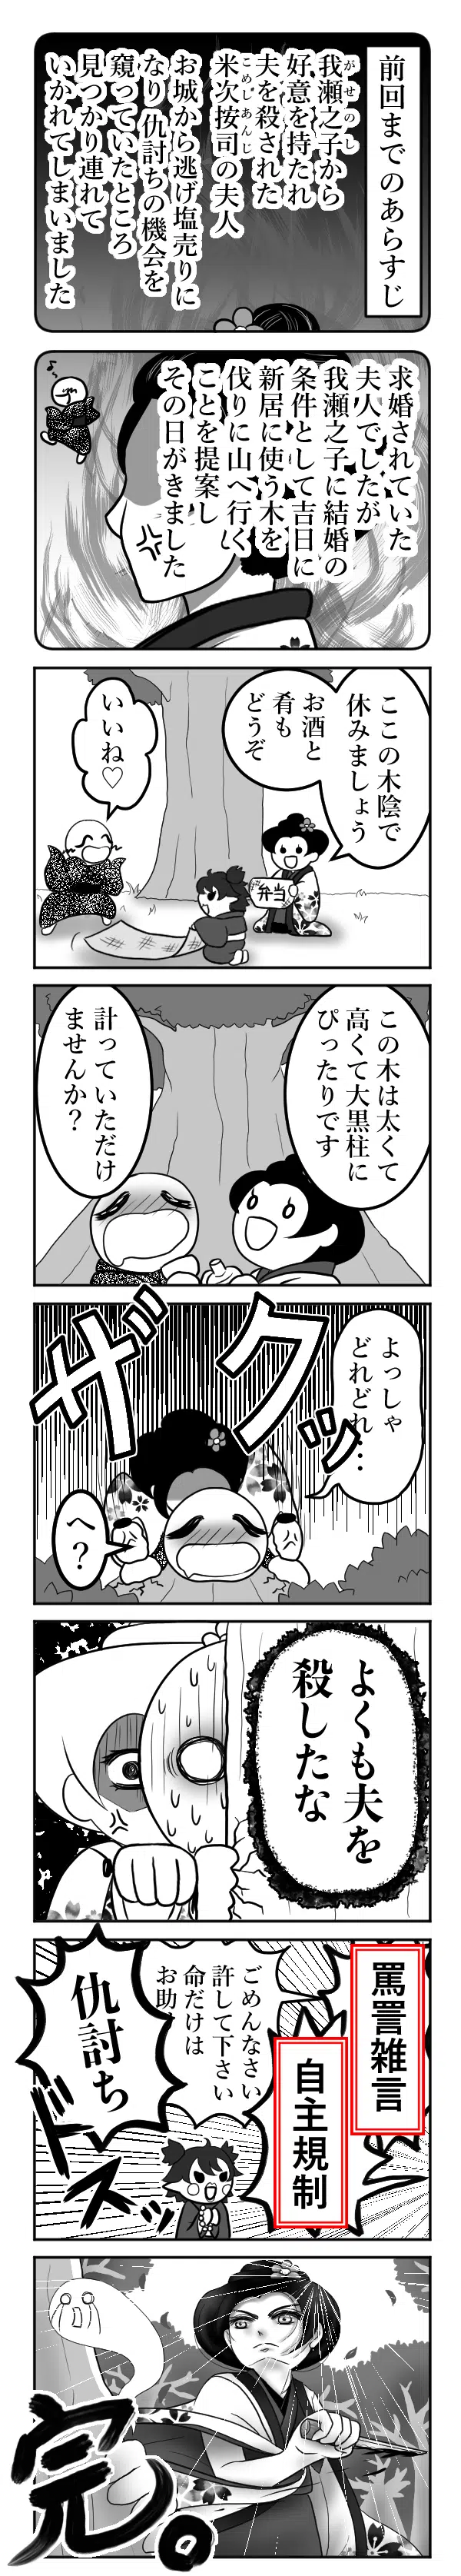 前回までのあらすじ
我瀬之子から
がせのし
好意を持たれ
夫を殺された
米次按司の夫人
こめじあんじ
お城から逃げ塩売りに
なり 仇討ちの機会を
窺っていたところ
見つかり連れて
いかれてしまいました
求婚されていた
夫人でしたが
我瀬之子に結婚の
条件として吉日に
新居に使う木を
伐りに山へ行く
ことを提案し
その日がきました
♪
ここの木陰で
休みましょう
お酒と
肴も
どうぞ
いいね♡
弁当
この木は太くて
高くて大黒柱に
ぴったりです
計っていただけ
ませんか？
よっしゃ
どれどれ…
ザクッ
へ？
よくも夫を
殺したな
罵詈雑言
自主規制
ごめんなさい
許して下さい
命だけは
お助
仇討ち
ドスッ
完。